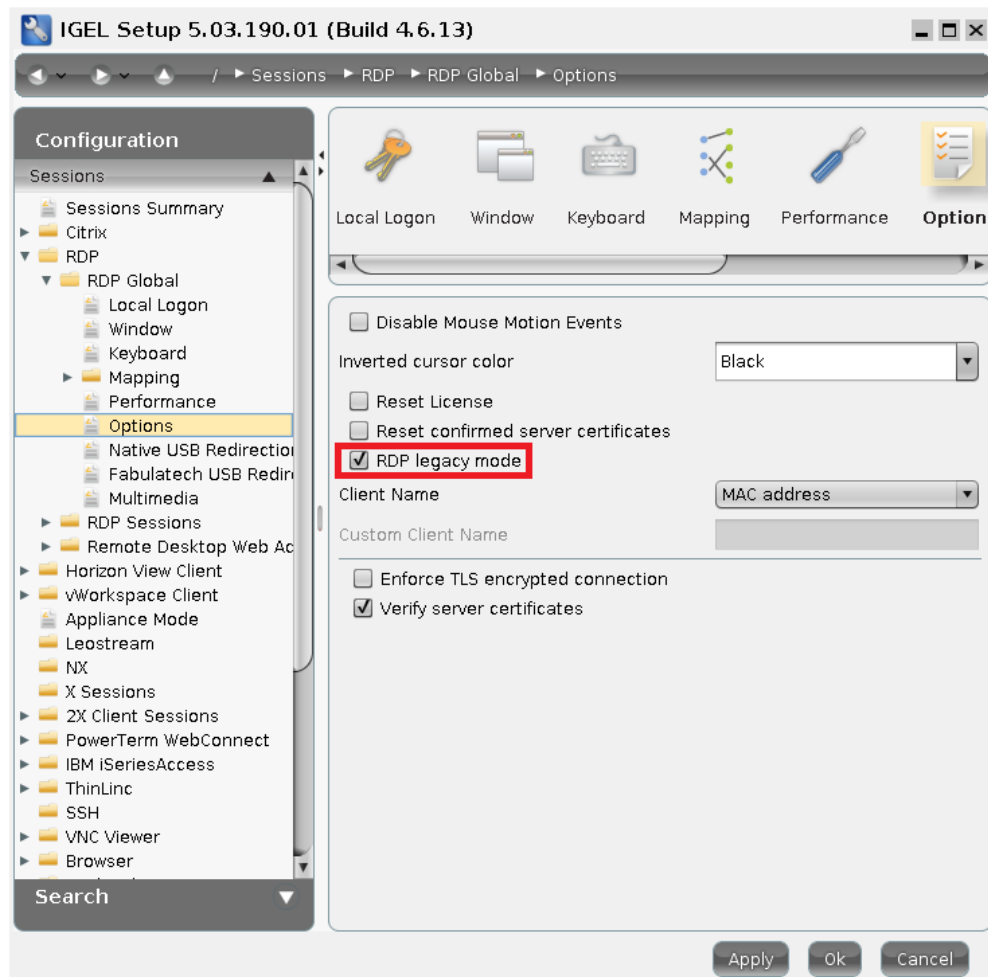 IGEL Setup 5.03.190.01 (Build 4.6.13)
/ Sessions RDP RDP Global Options
Configuration
Sessions
Sessions Summary
Citrix
RDP
RDP Global
Local Logon
Window
Keyboard
Mapping
Performance
Options
Native USB Redirection
Fabulatech USB Redir
Multimedia
RDP Sessions
Remote Desktop Web Ac
Horizon View Client
vWorkspace Client
Appliance Mode
Leostream
NX
X Sessions
2X Client Sessions
PowerTerm WebConnect
IBM iSeriesAccess
ThinLinc
SSH
VNC Viewer
Browser
Search
Local Logon Window Keyboard Mapping Performance Option
Disable Mouse Motion Events
Inverted cursor color Black
Reset License
Reset confirmed server certificates
RDP legacy mode
Client Name MAC address
Custom Client Name
Enforce TLS encrypted connection
Verify server certificates
Apply Ok Cancel